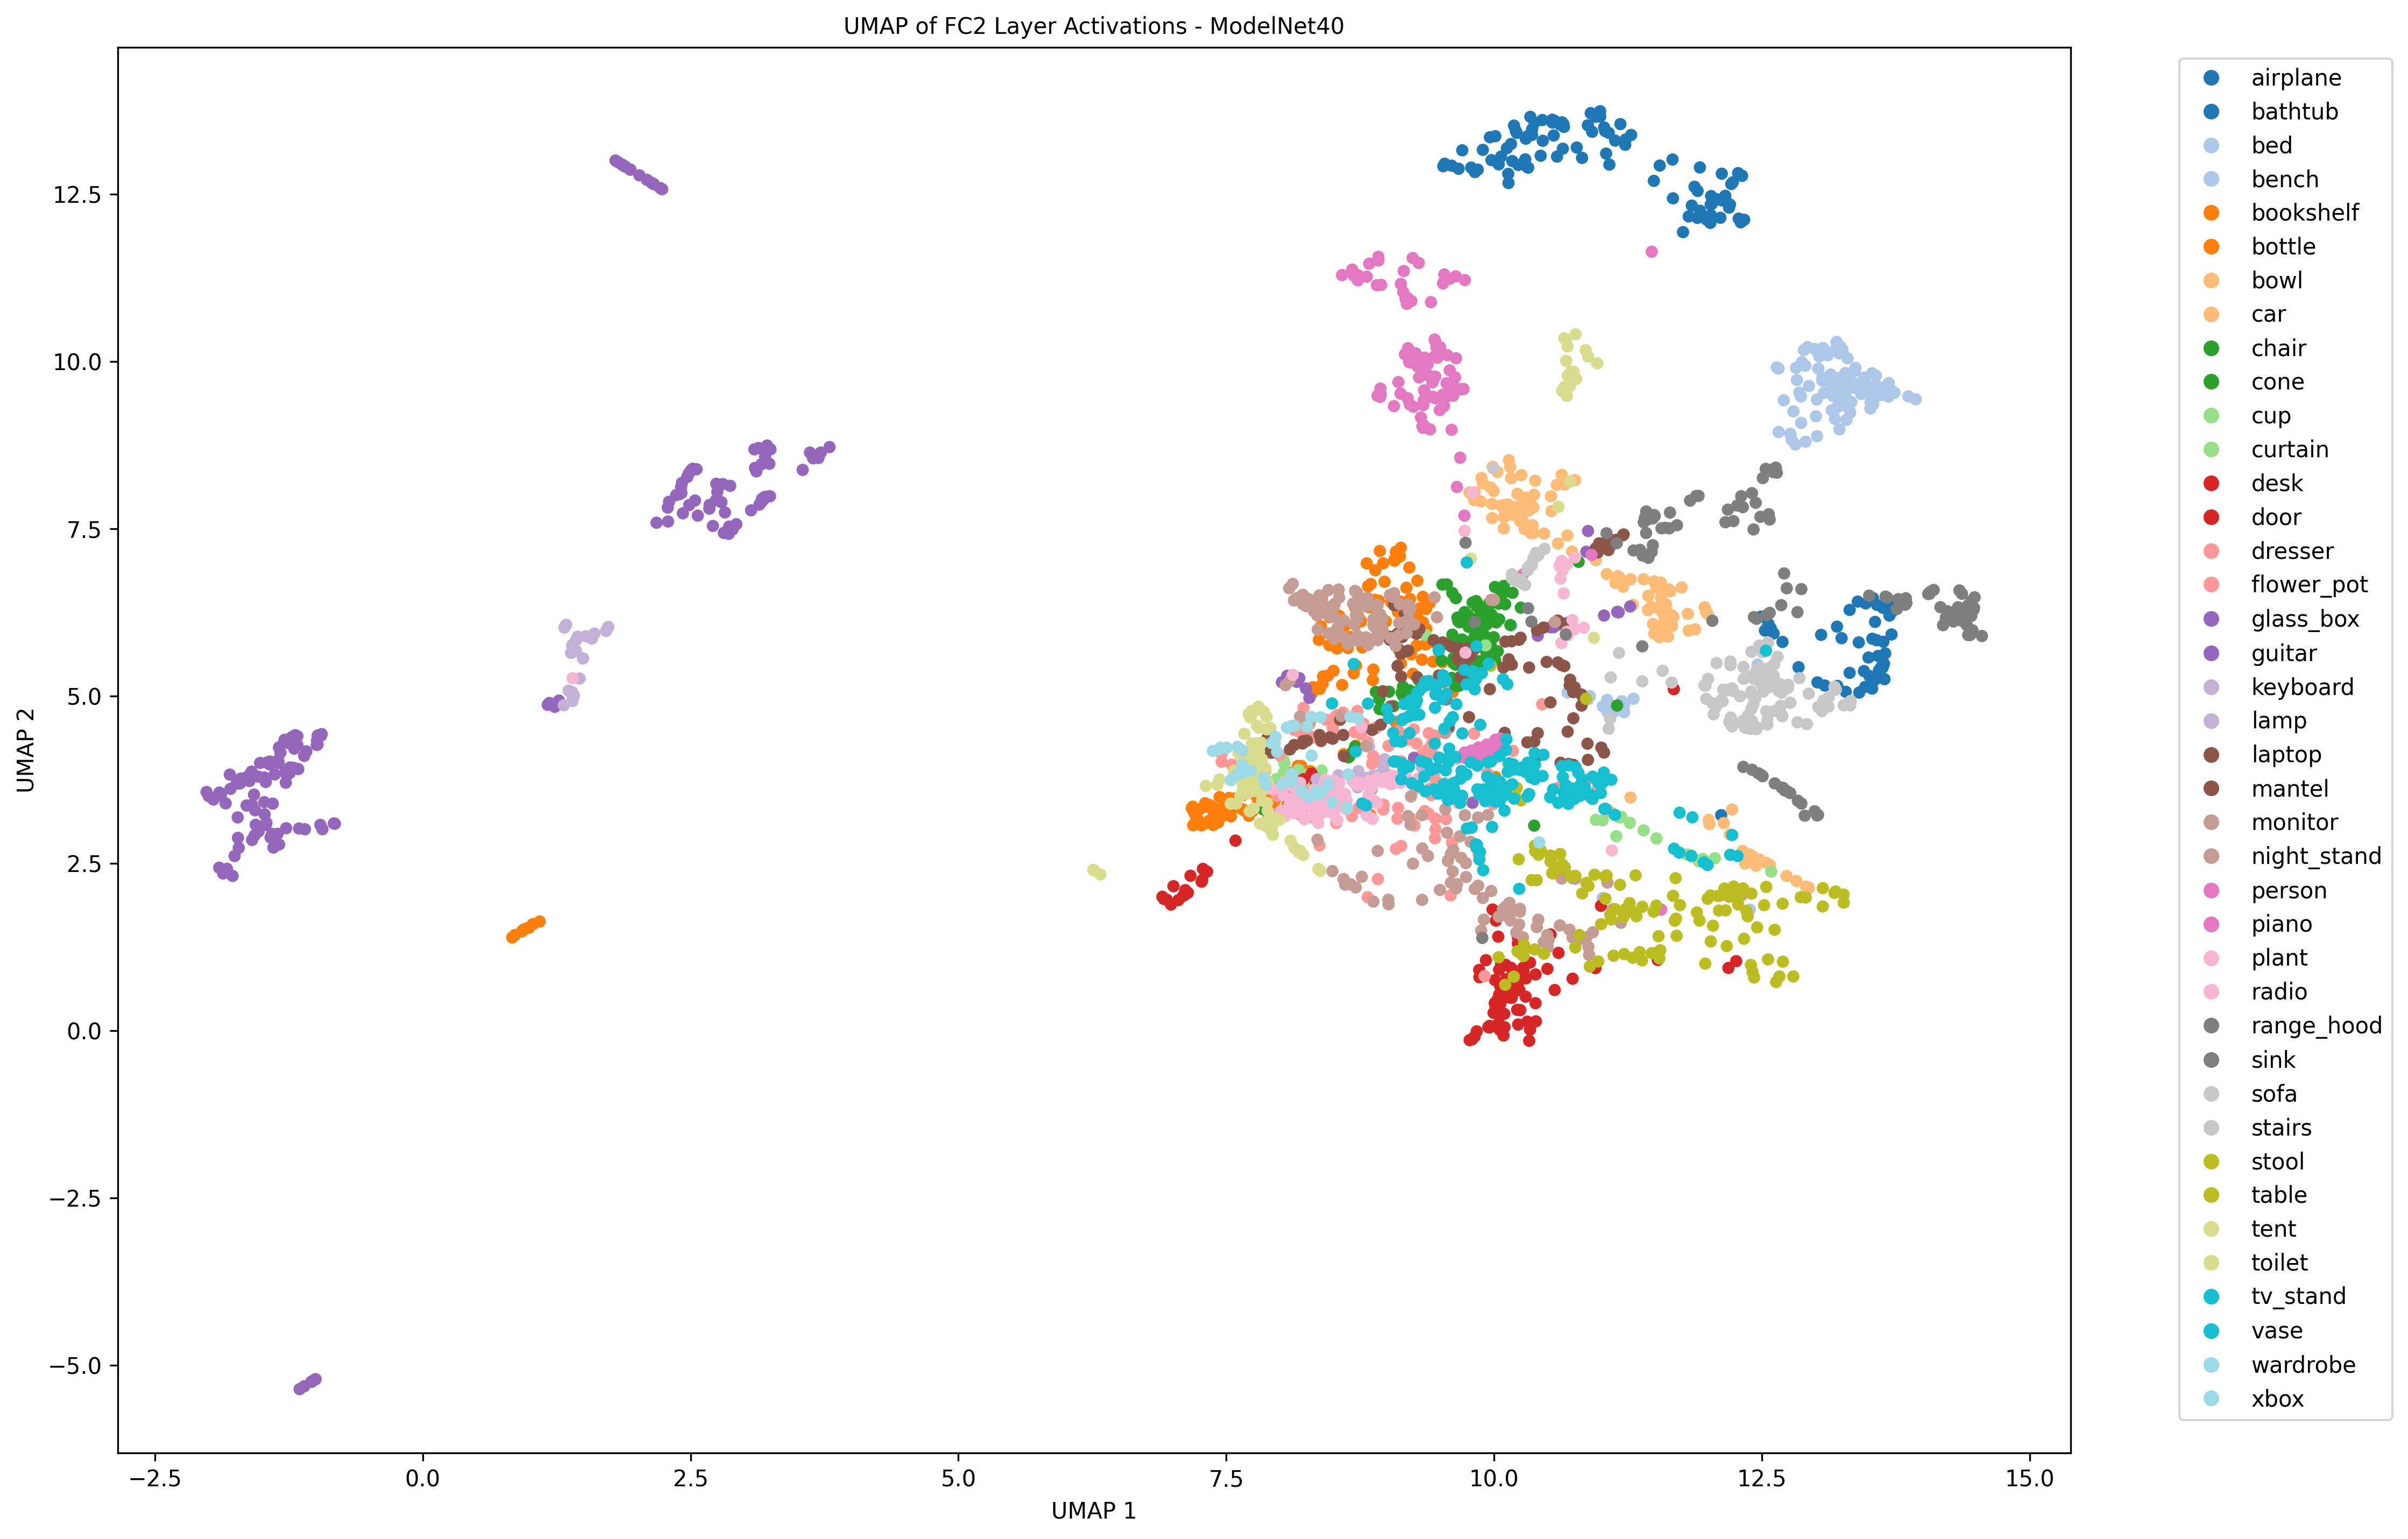 UMAP of FC2 Layer Activations - ModelNet40
12.5
10.0
7.5
5.0
2.5
0.0
−2.5
−5.0
UMAP 2
−2.5
0.0
2.5
5.0
7.5
10.0
12.5
15.0
UMAP 1
airplane
bathtub
bed
bench
bookshelf
bottle
bowl
car
chair
cone
cup
curtain
desk
door
dresser
flower_pot
glass_box
guitar
keyboard
lamp
laptop
mantel
monitor
night_stand
person
piano
plant
radio
range_hood
sink
sofa
stairs
stool
table
tent
toilet
tv_stand
vase
wardrobe
xbox